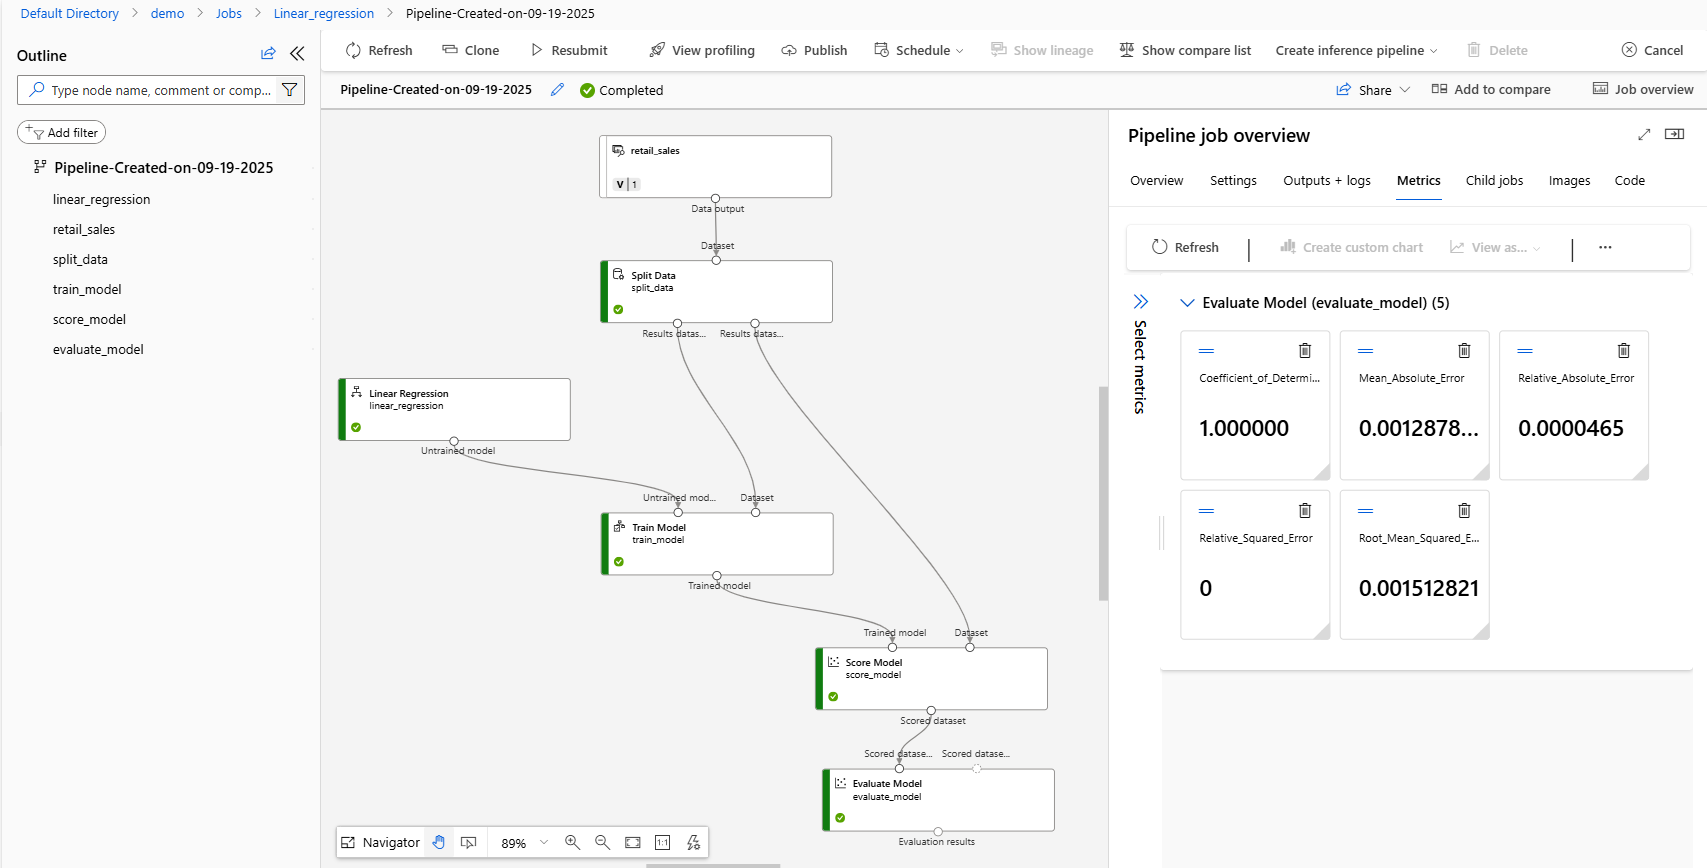 Default Directory > demo > Jobs > Linear_regression > Pipeline-Created-on-09-19-2025
Outline
Type node name, comment or comp...
Add filter
Pipeline-Created-on-09-19-2025
linear_regression
retail_sales
split_data
train_model
score_model
evaluate_model
Refresh
Clone
Resubmit
View profiling
Publish
Schedule
Show lineage
Show compare list
Create inference pipeline
Delete
Cancel
Pipeline-Created-on-09-19-2025
Completed
Share
Add to compare
Job overview
retail_sales
V | 1
Data output
Dataset
Split Data
split_data
Results datas...
Results datas...
Linear Regression
linear_regression
Untrained model
Untrained mod...
Dataset
Train Model
train_model
Trained model
Trained model
Dataset
Score Model
score_model
Scored dataset
Scored datase...
Scored datase...
Evaluate Model
evaluate_model
Evaluation results
Navigator
89%
1:1
Pipeline job overview
Overview
Settings
Outputs + logs
Metrics
Child jobs
Images
Code
Refresh
Create custom chart
View as...
...
Select metrics
Evaluate Model (evaluate_model) (5)
Coefficient_of_Determi...
1.000000
Mean_Absolute_Error
0.0012878...
Relative_Absolute_Error
0.0000465
Relative_Squared_Error
0
Root_Mean_Squared_E...
0.001512821